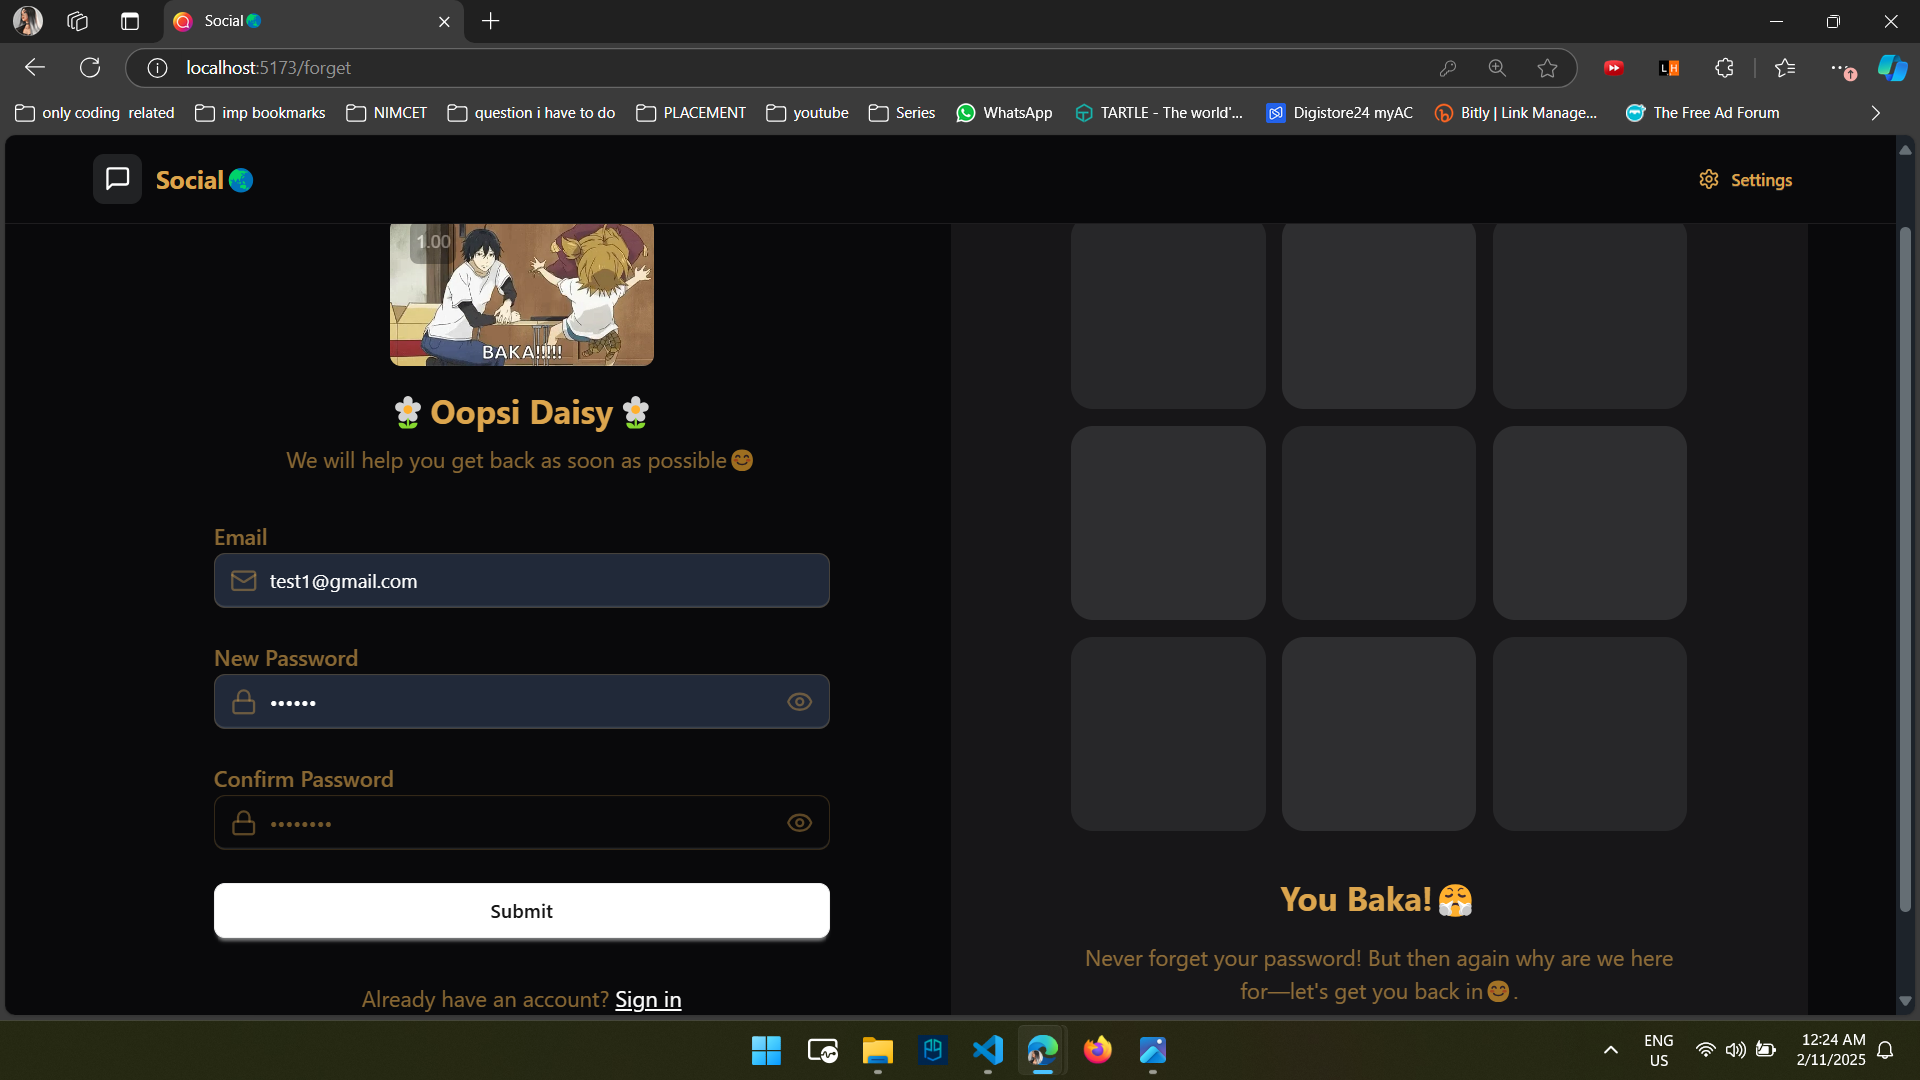 Social🌏
localhost:5173/forget
LH
only coding related
imp bookmarks
NIMCET
question i have to do
PLACEMENT
youtube
Series
WhatsApp
TARTLE - The world'...
Digistore24 myAC
Bitly | Link Manage...
The Free Ad Forum
Social🌏
Settings
1.00
BAKA!!!!!
🌼Oopsi Daisy🌼
We will help you get back as soon as possible😊
Email
test1@gmail.com
New Password
••••••
Confirm Password
••••••••
Submit
Already have an account? Sign in
You Baka!😤
Never forget your password! But then again why are we here
for—let's get you back in😊.
ENG
US
12:24 AM
2/11/2025